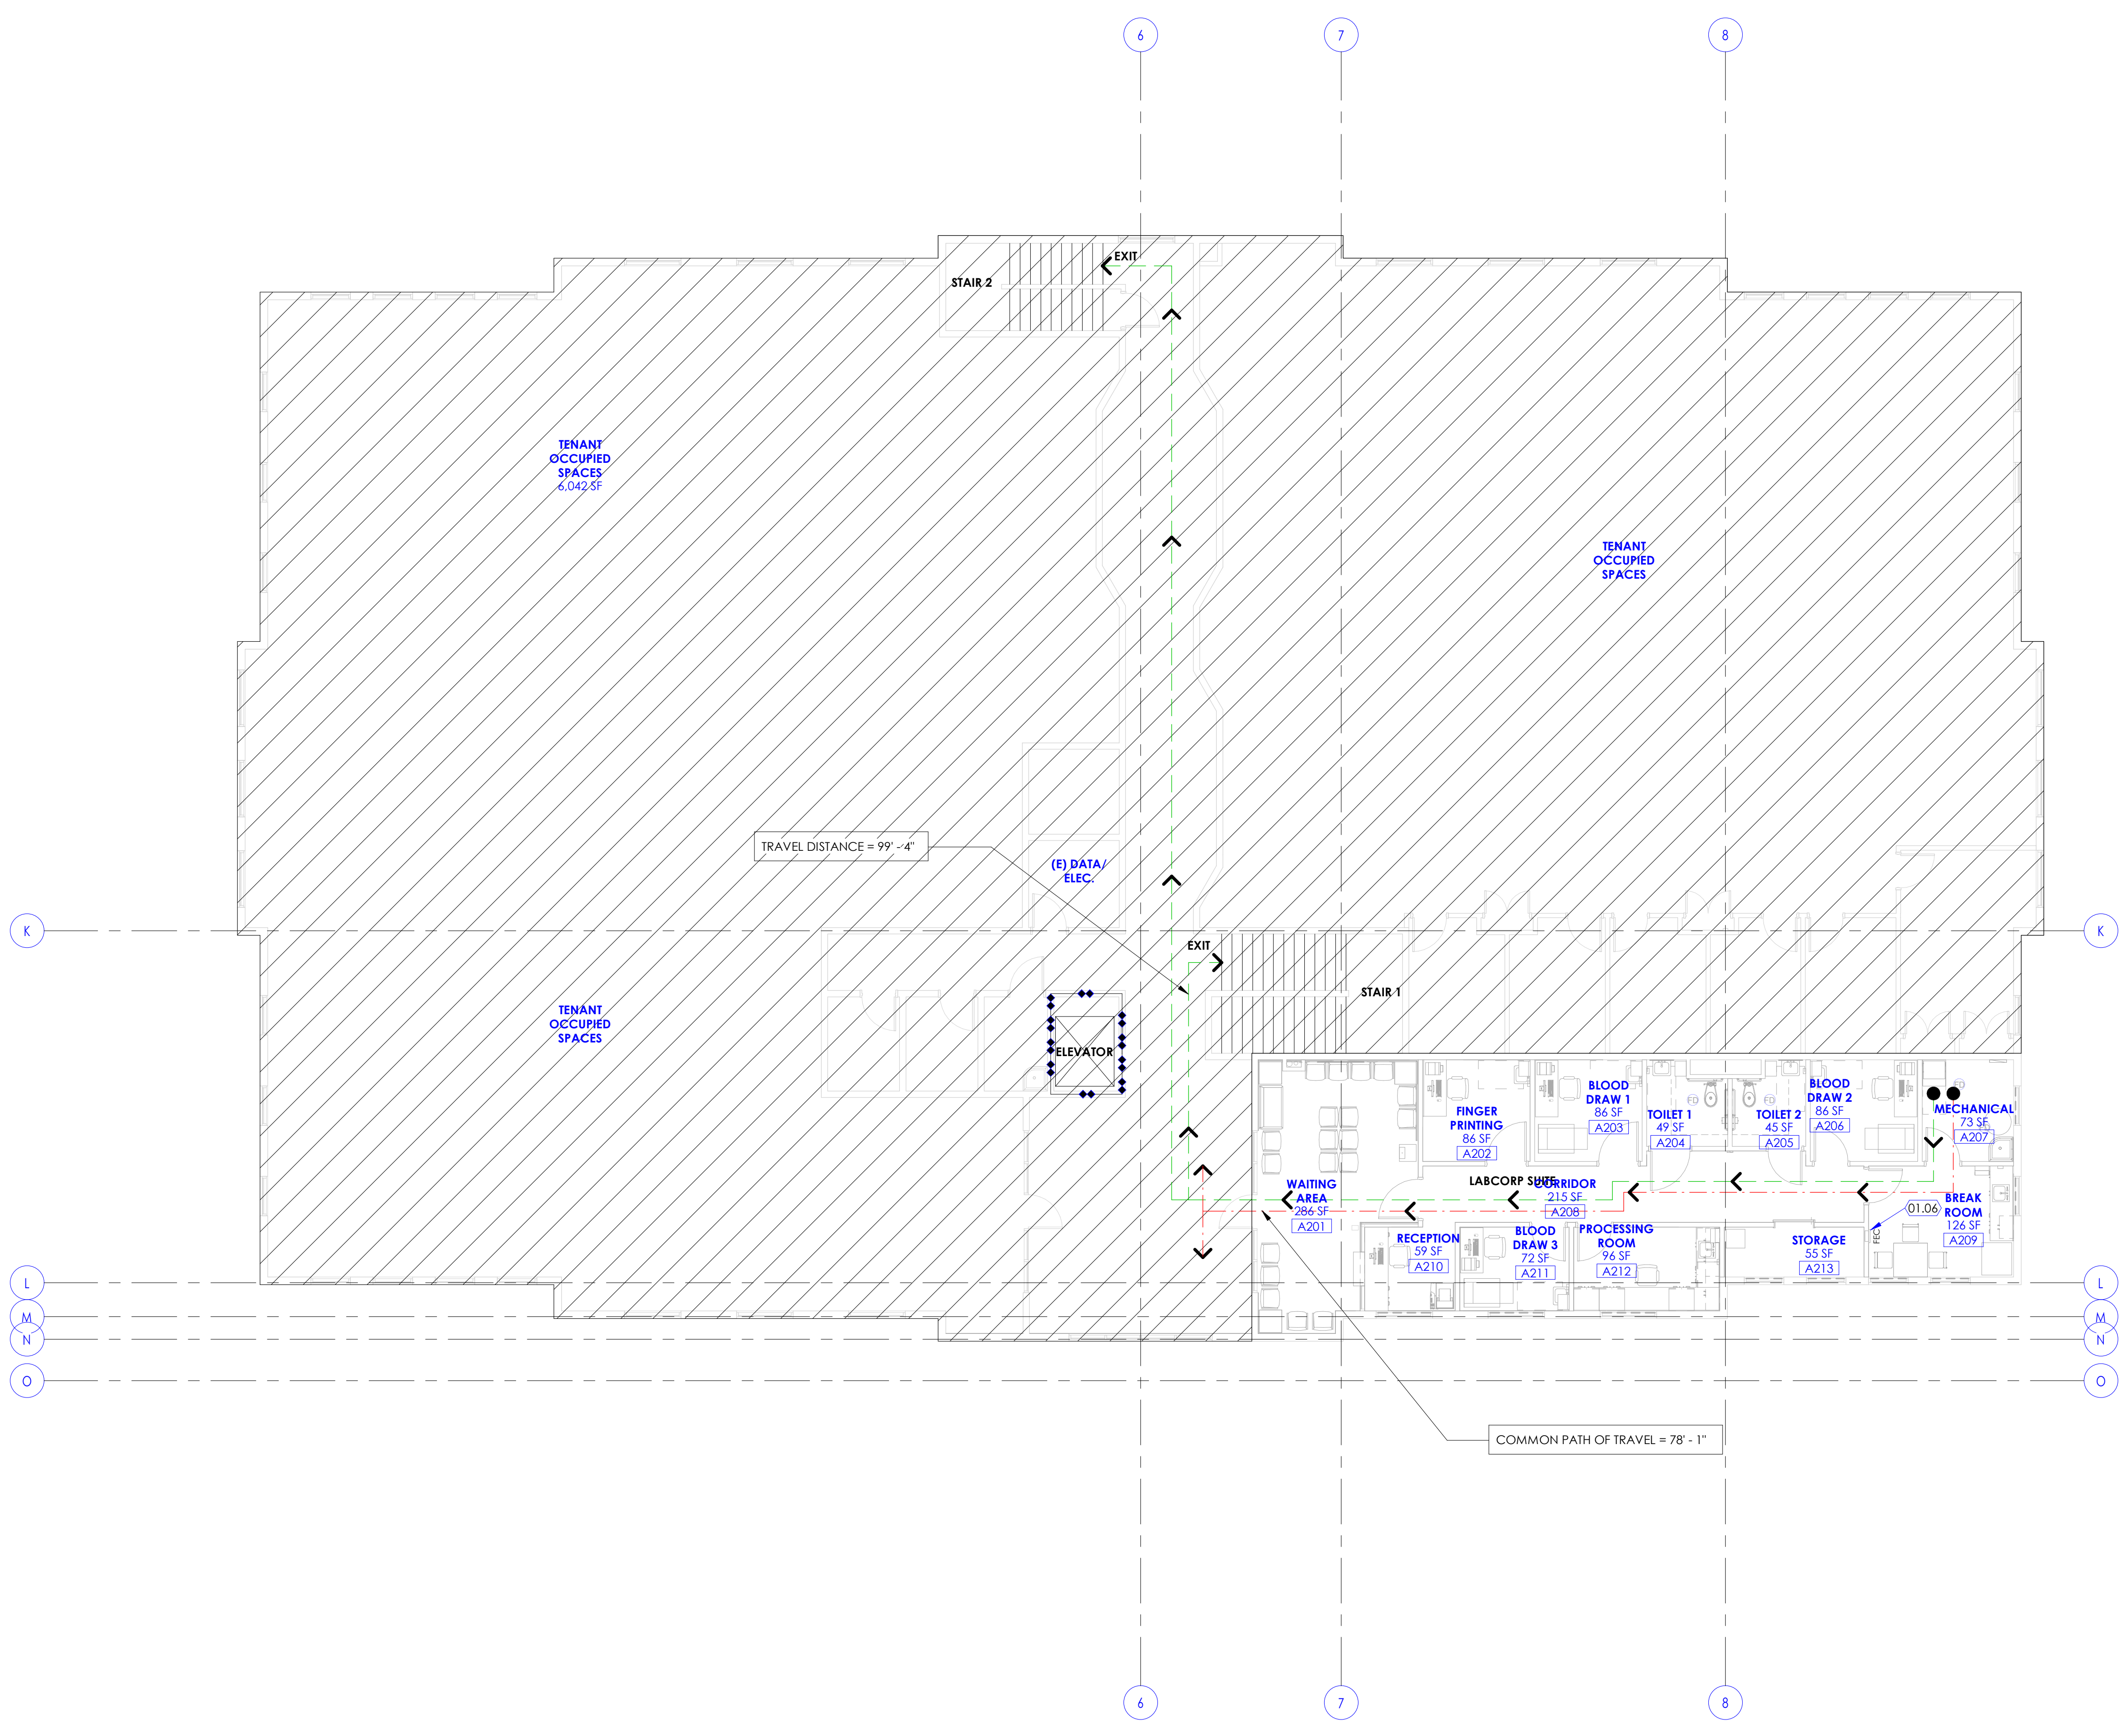 6
7
8
EXIT
STAIR 2
TENANT
OCCUPIED
SPACES
6,042 SF
TENANT
OCCUPIED
SPACES
TRAVEL DISTANCE = 99' - 4"
(E) DATA/
ELEC.
K
K
EXIT
STAIR 1
TENANT
OCCUPIED
SPACES
ELEVATOR
FINGER
PRINTING
86 SF
A202
BLOOD
DRAW 1
86 SF
A203
TOILET 1
49 SF
A204
FD
TOILET 2
45 SF
A205
FD
BLOOD
DRAW 2
86 SF
A206
FD
MECHANICAL
73 SF
A207
WAITING
AREA
286 SF
A201
LABCORP SUITE
CORRIDOR
215 SF
A208
BREAK
ROOM
126 SF
A209
01.06
FEC
RECEPTION
59 SF
A210
BLOOD
DRAW 3
72 SF
A211
PROCESSING
ROOM
96 SF
A212
STORAGE
55 SF
A213
L
L
M
M
N
N
O
O
COMMON PATH OF TRAVEL = 78' - 1"
6
7
8